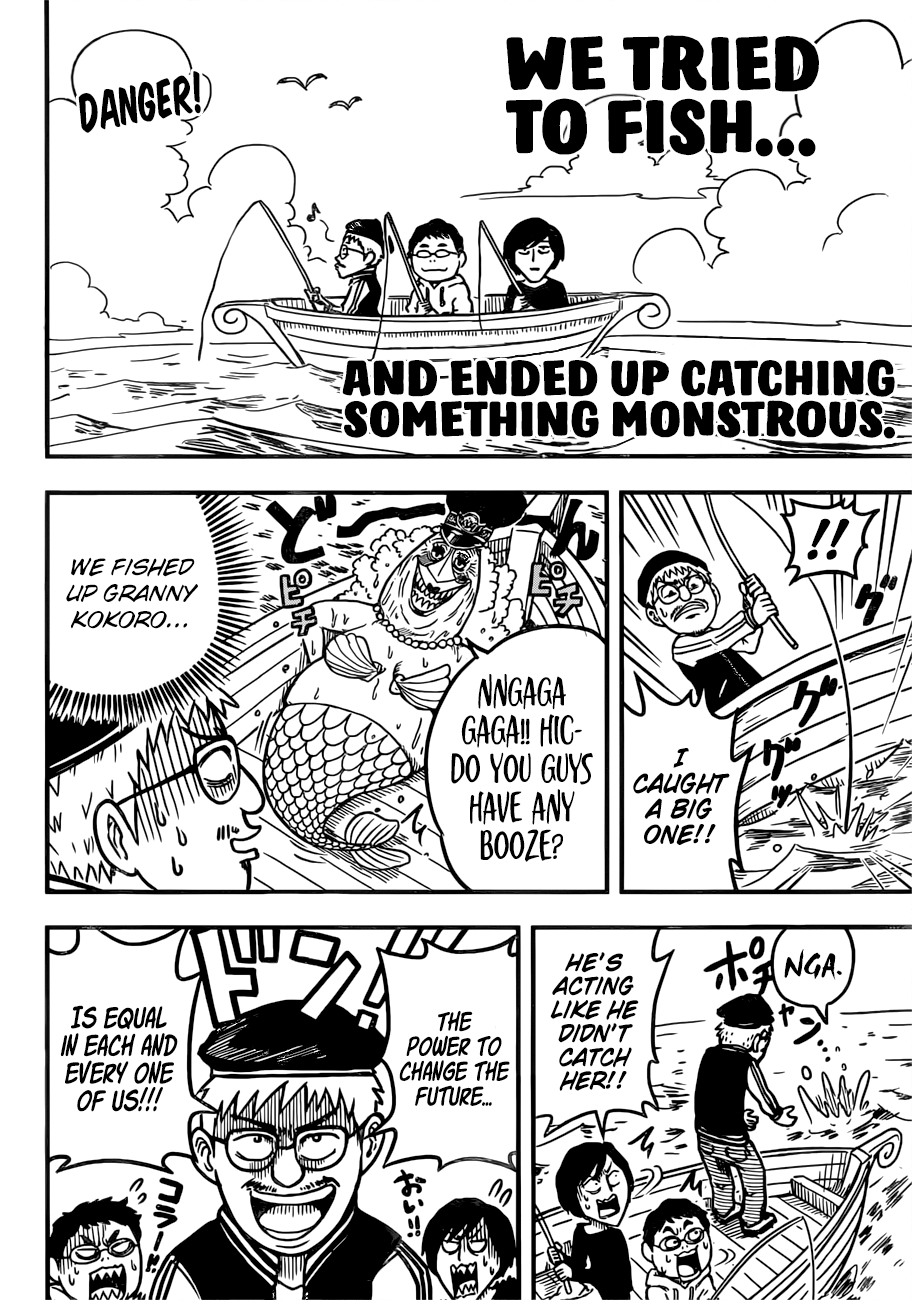 DANGER!
WE TRIED
TO FISH...
AND ENDED UP CATCHING
SOMETHING MONSTROUS.
!!
グググッ
I
CAUGHT
A BIG
ONE!!
どーん
ピチ
ピチ
NNGAGA
GAGA!! HIC-
DO YOU GUYS
HAVE ANY
BOOZE?
WE FISHED
UP GRANNY
KOKORO...
NGA.
ポチャン
HE'S
ACTING
LIKE HE
DIDN'T
CATCH
HER!!
ドン!!
THE
POWER TO
CHANGE THE
FUTURE...
IS EQUAL
IN EACH AND
EVERY ONE
OF US!!!
おい!!
コラーー!!